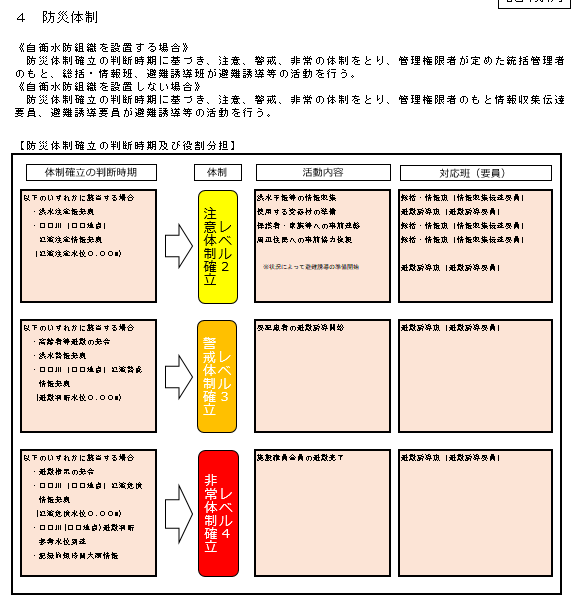 4 防災体制
《自衛水防組織を設置する場合》
防災体制確立の判断時期に基づき、注意、警戒、非常の体制をとり、管理権限者が定めた統括管理者
のもと、総括・情報班、避難誘導班が避難誘導等の活動を行う。
《自衛水防組織を設置しない場合》
防災体制確立の判断時期に基づき、注意、警戒、非常の体制をとり、管理権限者のもと情報収集伝達
要員、避難誘導要員が避難誘導等の活動を行う。
【防災体制確立の判断時期及び役割分担】
体制確立の判断時期 体制 活動内容 対応班（要員）
以下のいずれかに該当する場合
・洪水注意報発表
・□□川（□□地点）
氾濫注意情報発表
（氾濫注意水位○.○○m）
レベル2
注意体制確立
洪水予報等の情報収集
使用する資器材の準備
保護者・家族等への事前連絡
周辺住民への事前協力依頼
※状況によって避難誘導の準備開始
総括・情報班（情報収集伝達要員）
避難誘導班（避難誘導要員）
総括・情報班（情報収集伝達要員）
総括・情報班（情報収集伝達要員）
避難誘導班（避難誘導要員）
以下のいずれかに該当する場合
・高齢者等避難の発令
・洪水警報発表
・□□川（□□地点）氾濫警戒
情報発表
（避難判断水位○.○○m）
レベル3
警戒体制確立
要配慮者の避難誘導開始
避難誘導班（避難誘導要員）
以下のいずれかに該当する場合
・避難指示の発令
・□□川（□□地点）氾濫危険
情報発表
（氾濫危険水位○.○○m）
・□□川（□□地点）避難判断
参考水位到達
・記録的短時間大雨情報
レベル4
非常体制確立
施設職員全員の避難完了
避難誘導班（避難誘導要員）